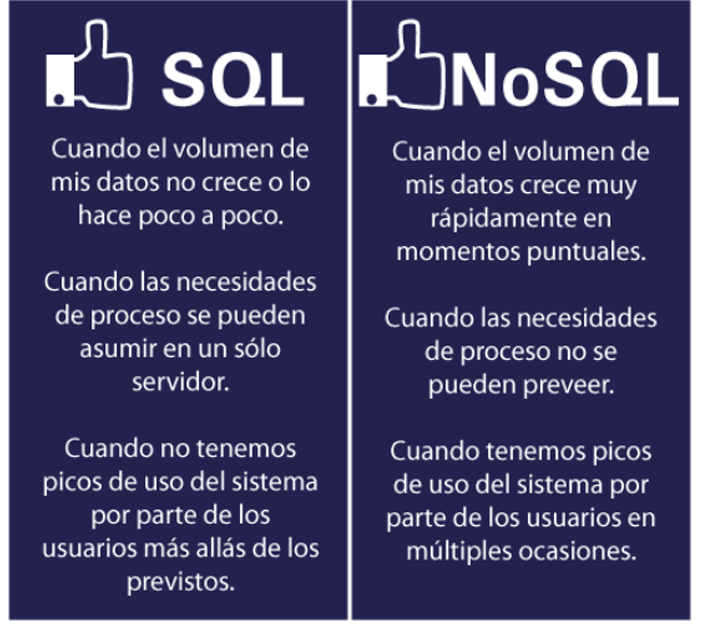 SQL
Cuando el volumen de
mis datos no crece o lo
hace poco a poco.
Cuando las necesidades
de proceso se pueden
asumir en un sólo
servidor.
Cuando no tenemos
picos de uso del sistema
por parte de los
usuarios más allás de los
previstos.
NoSQL
Cuando el volumen de
mis datos crece muy
rápidamente en
momentos puntuales.
Cuando las necesidades
de proceso no se
pueden preveer.
Cuando tenemos picos
de uso del sistema por
parte de los usuarios en
múltiples ocasiones.